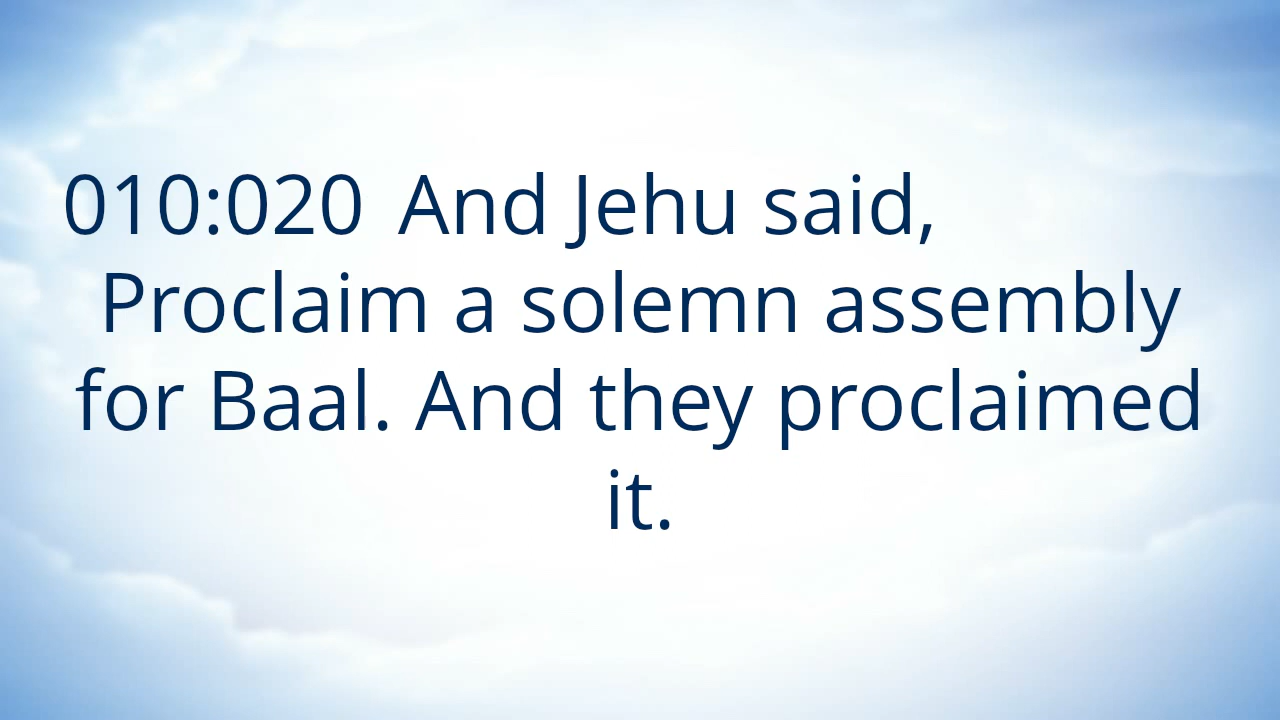 010:020 And Jehu said,
Proclaim a solemn assembly
for Baal. And they proclaimed
it.